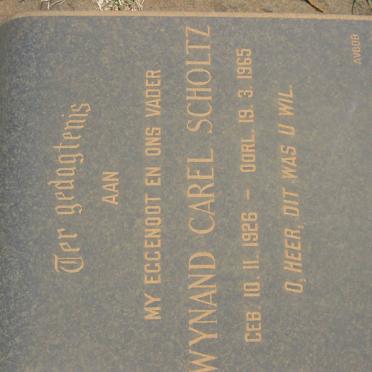 Ter gedagtenis
AAN
MY EGGENOOT EN ONS VADER
WYNAND CAREL SCHOLTZ
GEB. 10. 11. 1926 – OORL. 19. 3. 1965
O, HEER, DIT WAS U WIL.
AVBOB